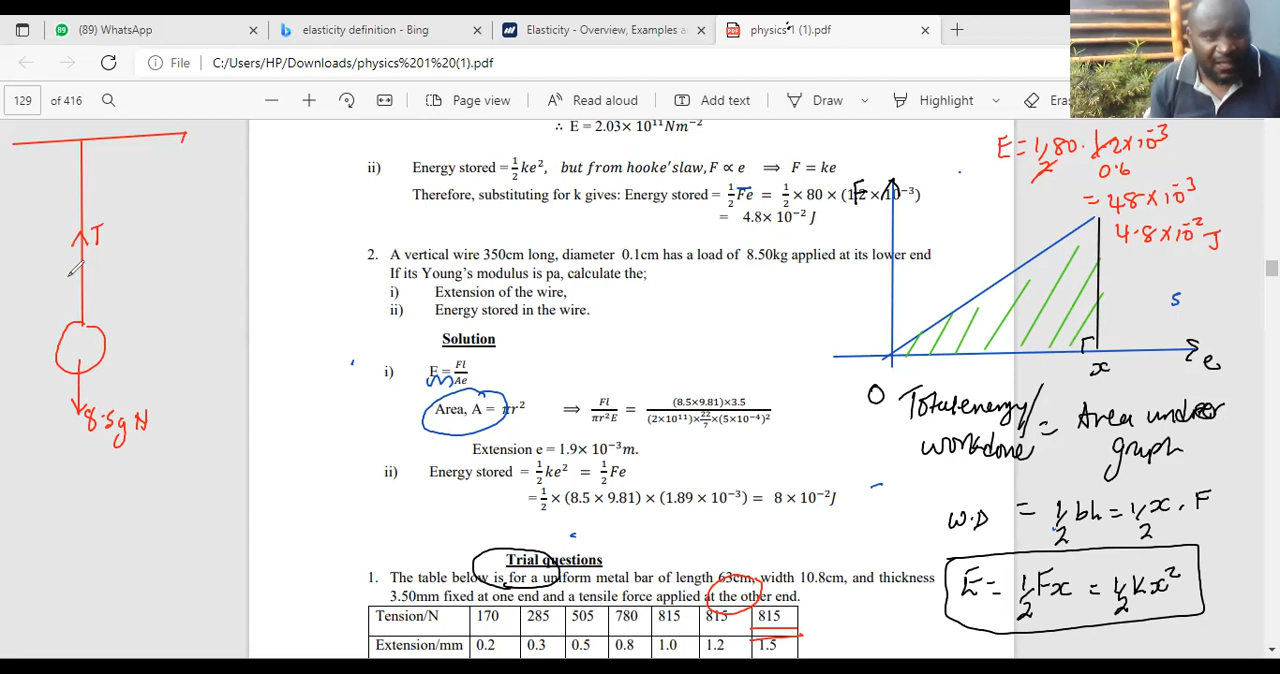 89
(89) WhatsApp
elasticity definition - Bing
Elasticity - Overview, Examples a
physics 1 (1).pdf
File
C:/Users/HP/Downloads/physics%201%20(1).pdf
129 of 416
Page view
Read aloud
Add text
Draw
Highlight
Era
∴ E = 2.03× 10¹¹Nm⁻²
ii) Energy stored = ½ke², but from hooke's law, F ∝ e ⟹ F = ke
Therefore, substituting for k gives: Energy stored = ½Fe = ½ × 80 × (1.2 × 10⁻³)
= 4.8× 10⁻² J
2. A vertical wire 350cm long, diameter 0.1cm has a load of 8.50kg applied at its lower end
If its Young's modulus is pa, calculate the;
i) Extension of the wire,
ii) Energy stored in the wire.
Solution
i) E = Fl/Ae
Area, A = πr² ⟹ Fl/πr²E = (8.5×9.81)×3.5/(2×10¹¹)×22/7×(5×10⁻⁴)²
Extension e = 1.9× 10⁻³m.
ii) Energy stored = ½ke² = ½Fe
= ½ × (8.5 × 9.81) × (1.89 × 10⁻³) = 8 × 10⁻²J
Trial questions
1. The table below is for a uniform metal bar of length 63cm, width 10.8cm, and thickness
3.50mm fixed at one end and a tensile force applied at the other end.
Tension/N 170 285 505 780 815 815 815
Extension/mm 0.2 0.3 0.5 0.8 1.0 1.2 1.5
T
8.5g N
E = ½ 80 . 1.2 × 10⁻³
0.6
= 48 × 10⁻³
4.8 × 10⁻² J
F
s
e
x
O
Total energy/ workdone = Area under graph
W.D = ½ bh = ½ x . F
E = ½ Fx = ½ Kx²